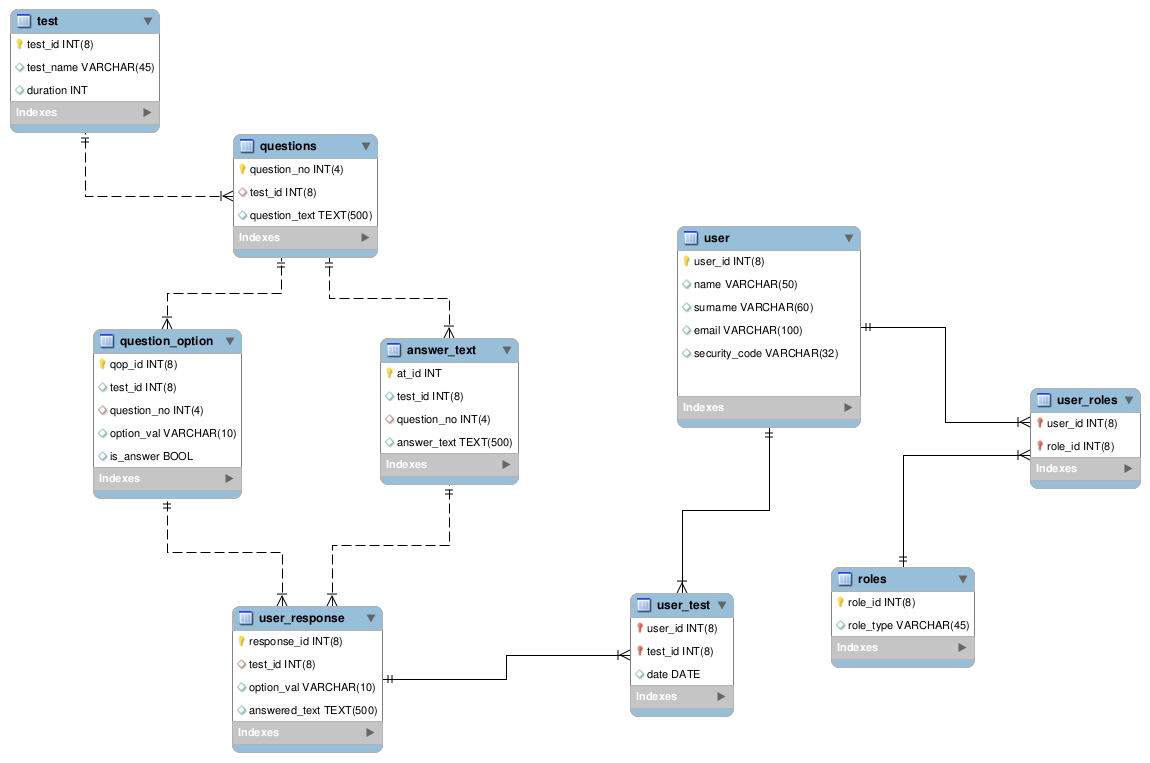 test
test_id INT(8)
test_name VARCHAR(45)
duration INT
Indexes
questions
question_no INT(4)
test_id INT(8)
question_text TEXT(500)
Indexes
user
user_id INT(8)
name VARCHAR(50)
surname VARCHAR(60)
email VARCHAR(100)
security_code VARCHAR(32)
Indexes
question_option
qop_id INT(8)
test_id INT(8)
question_no INT(4)
option_val VARCHAR(10)
is_answer BOOL
Indexes
answer_text
at_id INT
test_id INT(8)
question_no INT(4)
answer_text TEXT(500)
Indexes
user_roles
user_id INT(8)
role_id INT(8)
Indexes
roles
role_id INT(8)
role_type VARCHAR(45)
Indexes
user_response
response_id INT(8)
test_id INT(8)
option_val VARCHAR(10)
answered_text TEXT(500)
Indexes
user_test
user_id INT(8)
test_id INT(8)
date DATE
Indexes